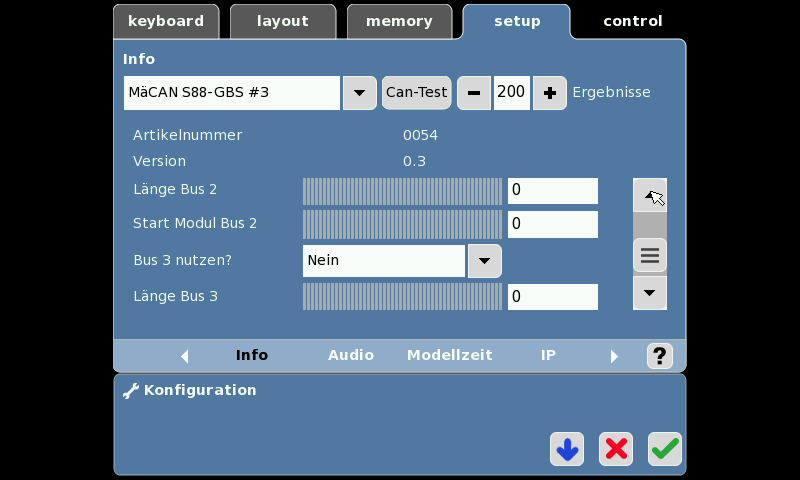 keyboard layout memory setup control
Info
MäCAN S88-GBS #3 Can-Test 200 Ergebnisse
Artikelnummer 0054
Version 0.3
Länge Bus 2 0
Start Modul Bus 2 0
Bus 3 nutzen? Nein
Länge Bus 3 0
Info Audio Modellzeit IP ?
Konfiguration